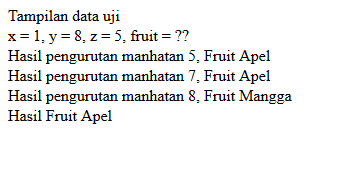 Tampilan data uji
x = 1, y = 8, z = 5, fruit = ??
Hasil pengurutan manhatan 5, Fruit Apel
Hasil pengurutan manhatan 7, Fruit Apel
Hasil pengurutan manhatan 8, Fruit Mangga
Hasil Fruit Apel